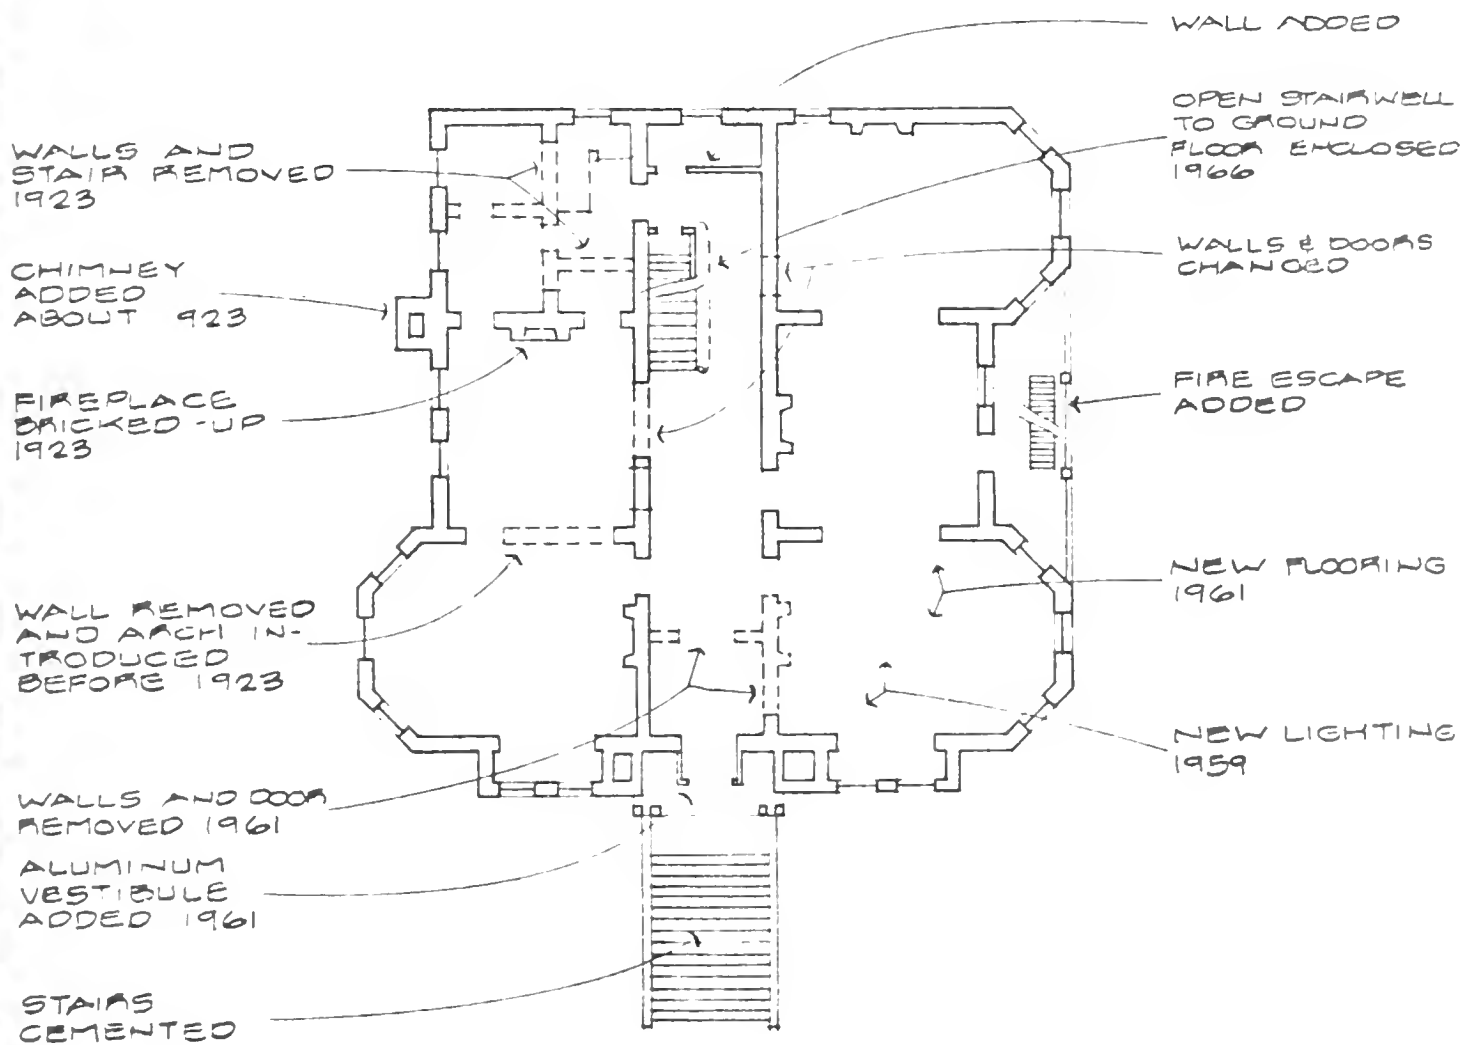 WALL ADDED
OPEN STAIRWELL
TO GROUND
FLOOR ENCLOSED
1966
WALLS & DOORS
CHANGED
FIRE ESCAPE
ADDED
NEW FLOORING
1961
NEW LIGHTING
1959
WALLS AND
STAIR REMOVED
1923
CHIMNEY
ADDED
ABOUT 923
FIREPLACE
BRICKED-UP
1923
WALL REMOVED
AND ARCH IN-
TRODUCED
BEFORE 1923
WALLS AND DOOR
REMOVED 1961
ALUMINUM
VESTIBULE
ADDED 1961
STAIRS
CEMENTED